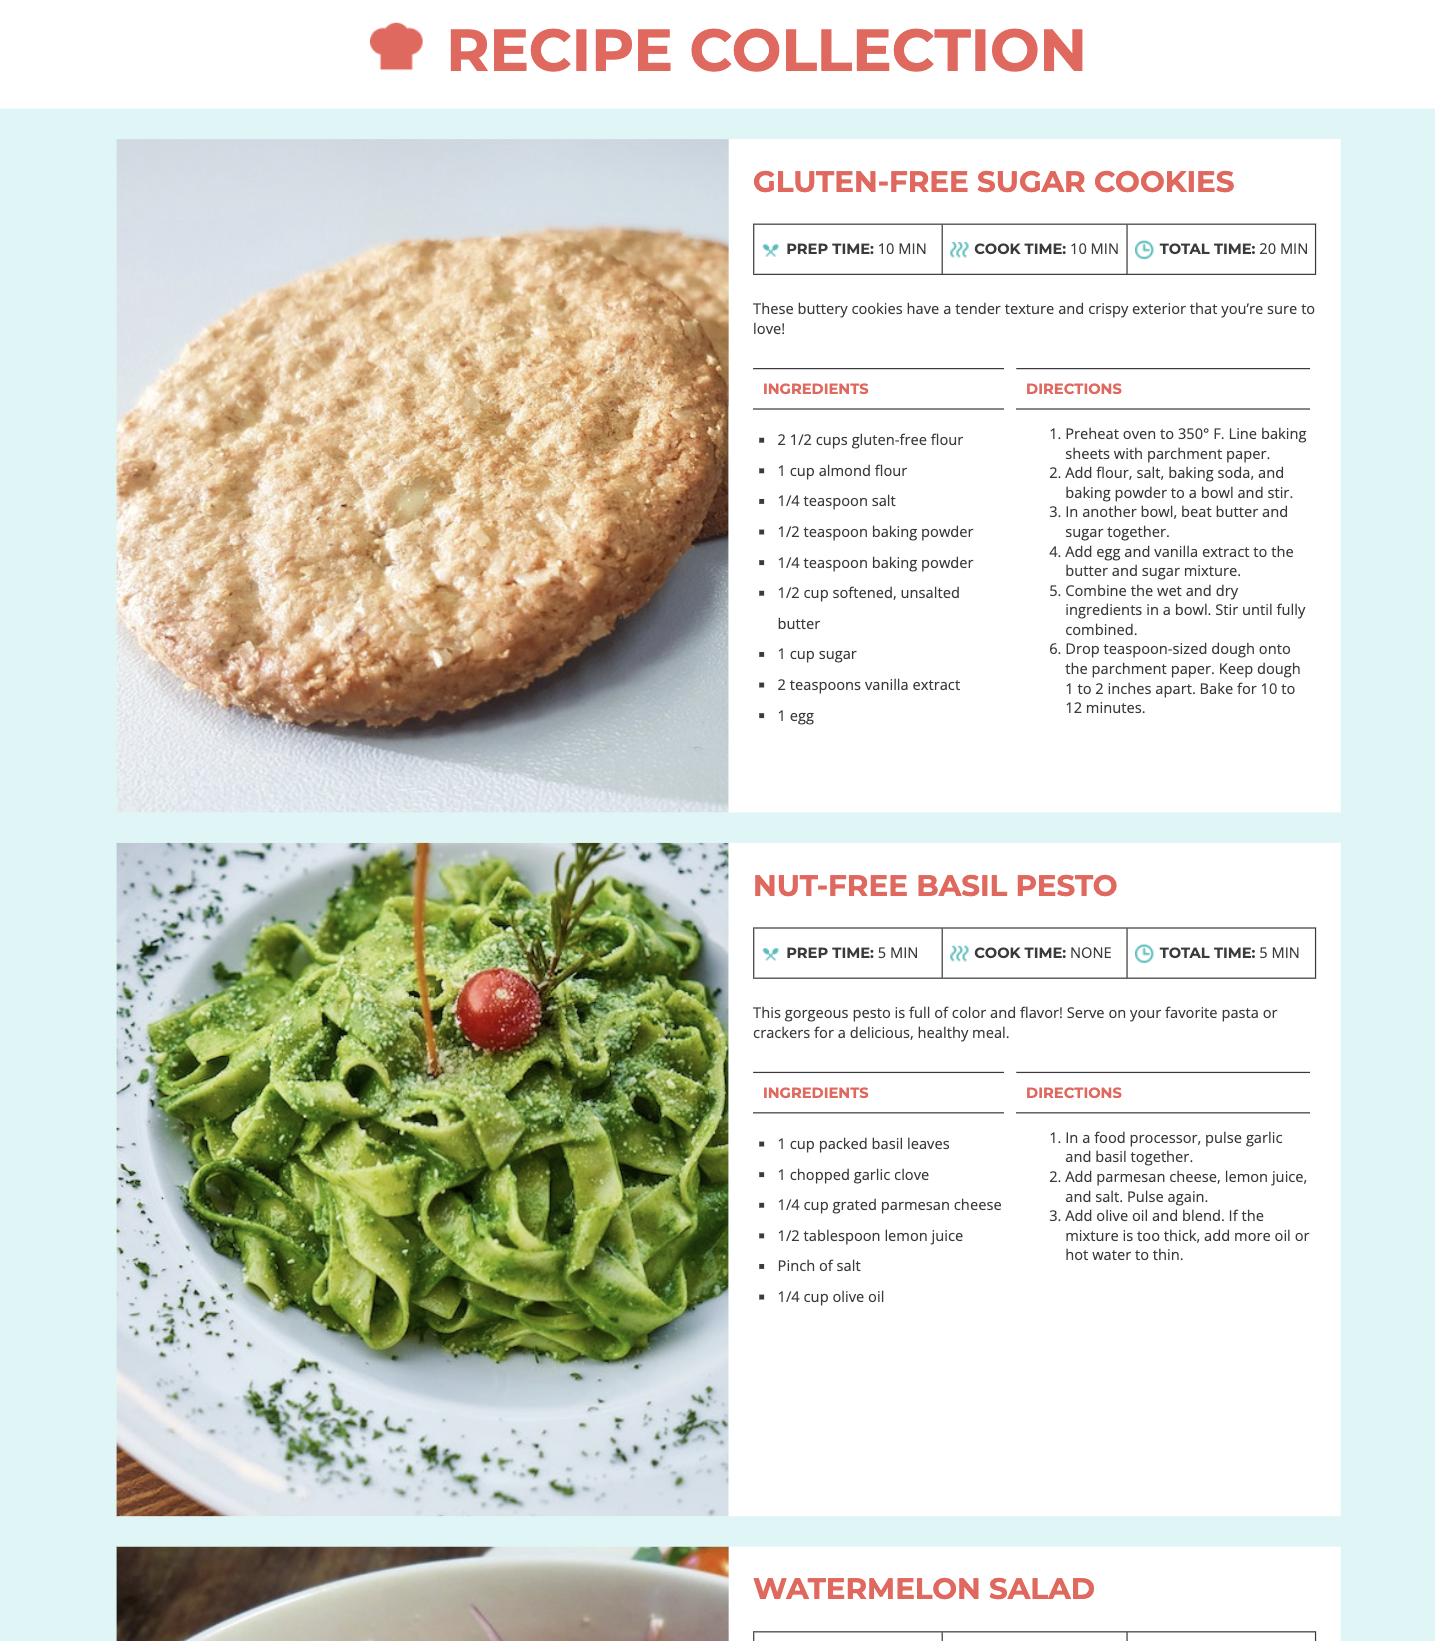 RECIPE COLLECTION
GLUTEN-FREE SUGAR COOKIES
PREP TIME: 10 MIN
COOK TIME: 10 MIN
TOTAL TIME: 20 MIN
These buttery cookies have a tender texture and crispy exterior that you’re sure to
love!
INGREDIENTS
▪ 2 1/2 cups gluten-free flour
▪ 1 cup almond flour
▪ 1/4 teaspoon salt
▪ 1/2 teaspoon baking powder
▪ 1/4 teaspoon baking powder
▪ 1/2 cup softened, unsalted
butter
▪ 1 cup sugar
▪ 2 teaspoons vanilla extract
▪ 1 egg
DIRECTIONS
1. Preheat oven to 350° F. Line baking
sheets with parchment paper.
2. Add flour, salt, baking soda, and
baking powder to a bowl and stir.
3. In another bowl, beat butter and
sugar together.
4. Add egg and vanilla extract to the
butter and sugar mixture.
5. Combine the wet and dry
ingredients in a bowl. Stir until fully
combined.
6. Drop teaspoon-sized dough onto
the parchment paper. Keep dough
1 to 2 inches apart. Bake for 10 to
12 minutes.
NUT-FREE BASIL PESTO
PREP TIME: 5 MIN
COOK TIME: NONE
TOTAL TIME: 5 MIN
This gorgeous pesto is full of color and flavor! Serve on your favorite pasta or
crackers for a delicious, healthy meal.
INGREDIENTS
▪ 1 cup packed basil leaves
▪ 1 chopped garlic clove
▪ 1/4 cup grated parmesan cheese
▪ 1/2 tablespoon lemon juice
▪ Pinch of salt
▪ 1/4 cup olive oil
DIRECTIONS
1. In a food processor, pulse garlic
and basil together.
2. Add parmesan cheese, lemon juice,
and salt. Pulse again.
3. Add olive oil and blend. If the
mixture is too thick, add more oil or
hot water to thin.
WATERMELON SALAD